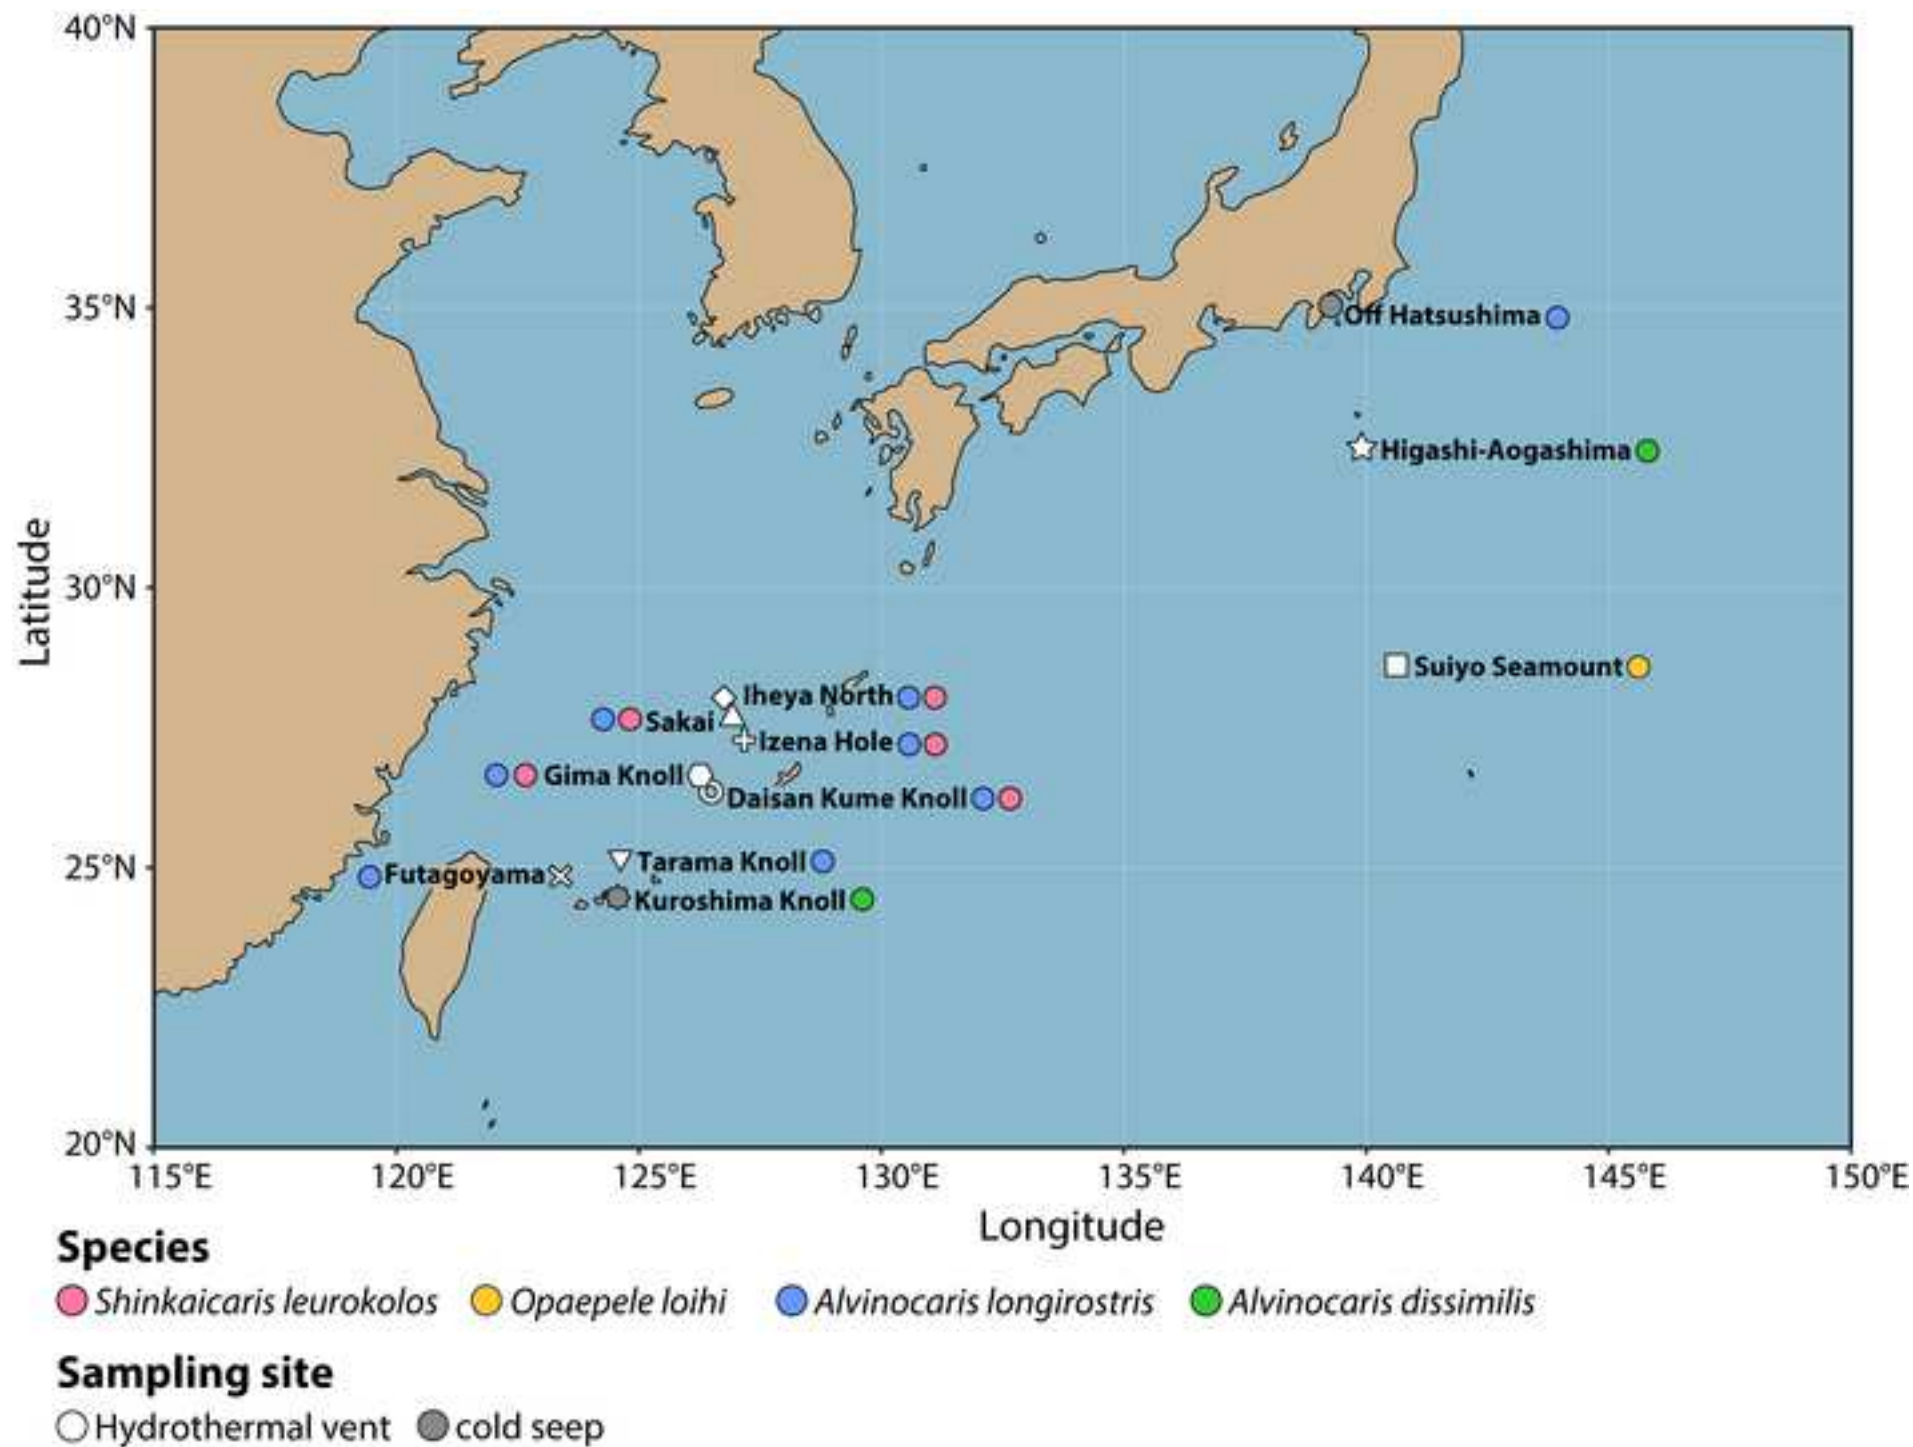 40°N
35°N
30°N
25°N
20°N
Latitude
Off Hatsushima
Higashi-Aogashima
Suiyo Seamount
Iheya North
Sakai
Izena Hole
Gima Knoll
Daisan Kume Knoll
Tarama Knoll
Futagoyama
Kuroshima Knoll
115°E 120°E 125°E 130°E 135°E 140°E 145°E 150°E
Longitude
Species
Shinkaicaris leurokolos Opaepele loihi Alvinocaris longirostris Alvinocaris dissimilis
Sampling site
Hydrothermal vent cold seep